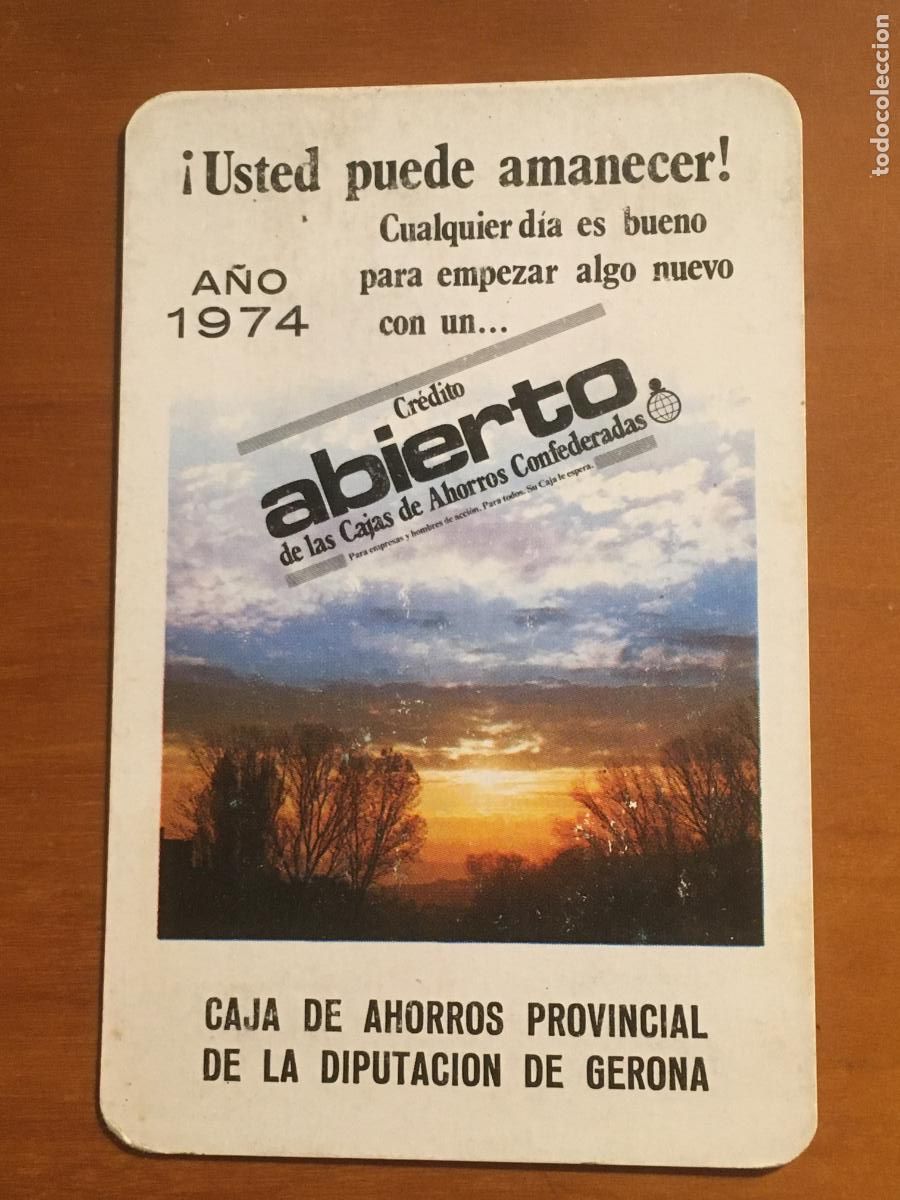 ¡Usted puede amanecer!
Cualquier día es bueno
para empezar algo nuevo
con un...
AÑO
1974
Crédito
abierto
de las Cajas de Ahorros Confederadas
Para empresas y hombres de acción. Para todos. Su Caja le espera.
CAJA DE AHORROS PROVINCIAL
DE LA DIPUTACION DE GERONA
todocoleccion